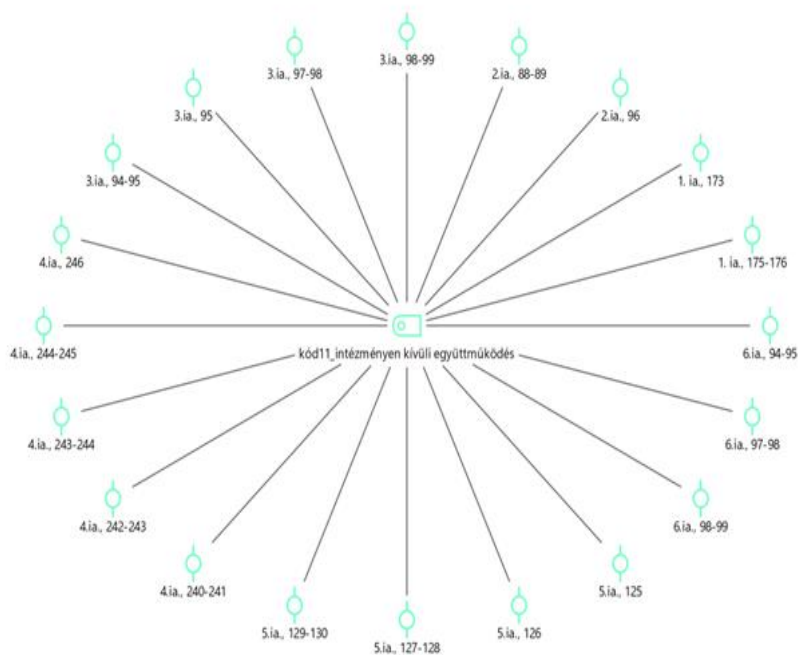 3.ia., 98-99
3.ia., 97-98
2.ia., 88-89
3.ia., 95
2.ia., 96
3.ia., 94-95
1. ia., 173
4.ia., 246
1. ia., 175-176
4.ia., 244-245
kód11_intézményen kívüli együttműködés
6.ia., 94-95
4.ia., 243-244
6.ia., 97-98
4.ia., 242-243
6.ia., 98-99
4.ia., 240-241
5.ia., 125
5.ia., 129-130
5.ia., 126
5.ia., 127-128